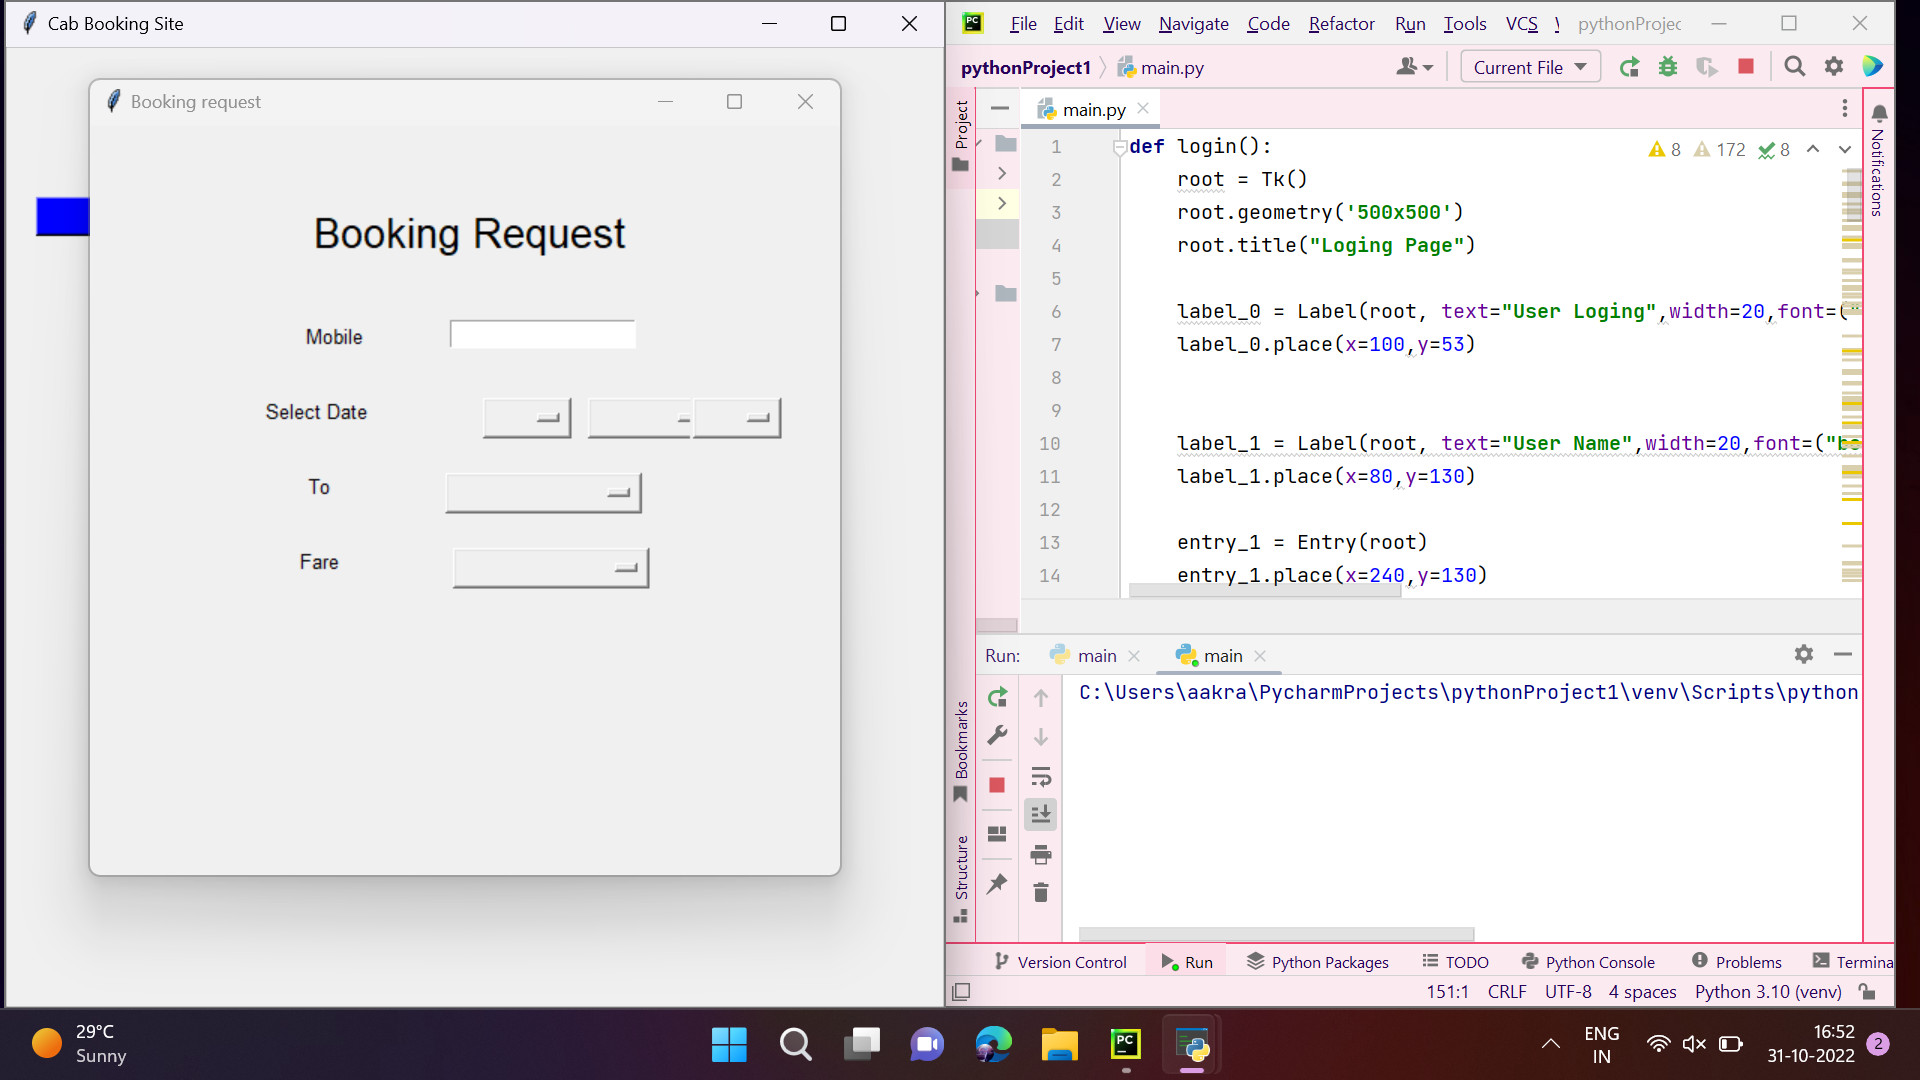 Cab Booking Site
Booking request
Booking Request
Mobile
Select Date
To
Fare
PC File Edit View Navigate Code Refactor Run Tools VCS pythonProjec
pythonProject1 main.py Current File
Project
main.py
8 172 8
Notifications
1 def login():
2 root = Tk()
3 root.geometry('500x500')
4 root.title("Loging Page")
5
6 label_0 = Label(root, text="User Loging",width=20,font=("
7 label_0.place(x=100,y=53)
8
9
10 label_1 = Label(root, text="User Name",width=20,font=("bo
11 label_1.place(x=80,y=130)
12
13 entry_1 = Entry(root)
14 entry_1.place(x=240,y=130)
Run: main main
C:\Users\aakra\PycharmProjects\pythonProject1\venv\Scripts\python
Bookmarks
Structure
Version Control Run Python Packages TODO Python Console Problems Termina
151:1 CRLF UTF-8 4 spaces Python 3.10 (venv)
29°C
Sunny
PC
ENG
IN
16:52
31-10-2022
2